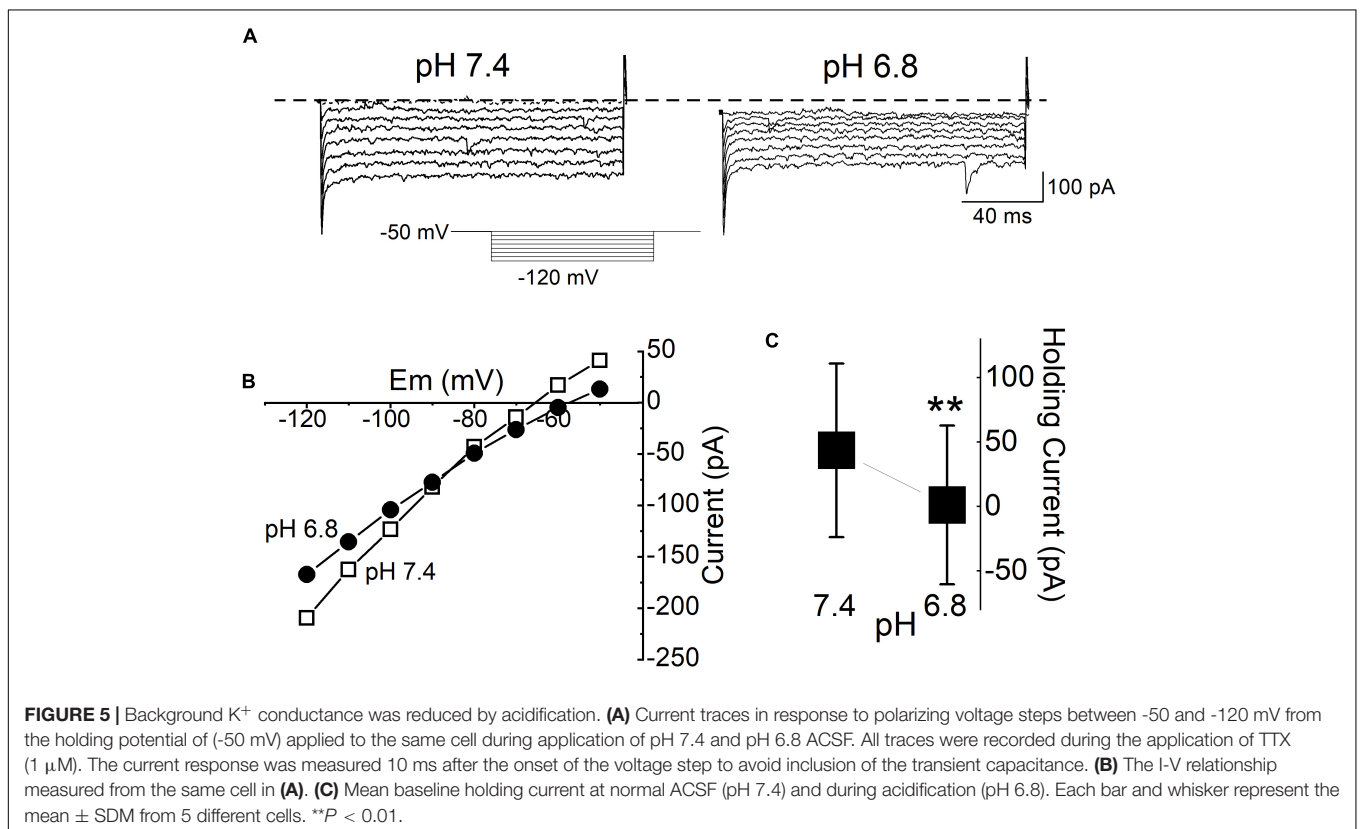 A
pH 7.4
pH 6.8
100 pA
40 ms
-50 mV
-120 mV
B
Em (mV)
50
0
-50
-100
-150
-200
-250
-120
-100
-80
-60
Current (pA)
pH 6.8
pH 7.4
C
**
100
50
0
-50
Holding Current (pA)
7.4
6.8
pH
FIGURE 5 | Background K+ conductance was reduced by acidification. (A) Current traces in response to polarizing voltage steps between -50 and -120 mV from
the holding potential of (-50 mV) applied to the same cell during application of pH 7.4 and pH 6.8 ACSF. All traces were recorded during the application of TTX
(1 μM). The current response was measured 10 ms after the onset of the voltage step to avoid inclusion of the transient capacitance. (B) The I-V relationship
measured from the same cell in (A). (C) Mean baseline holding current at normal ACSF (pH 7.4) and during acidification (pH 6.8). Each bar and whisker represent the
mean ± SDM from 5 different cells. **P < 0.01.